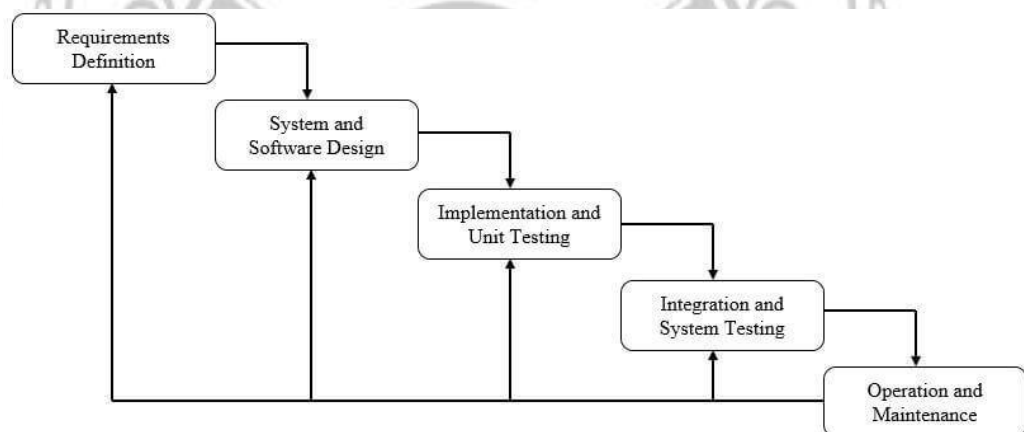 Requirements
Definition
System and
Software Design
Implementation and
Unit Testing
Integration and
System Testing
Operation and
Maintenance